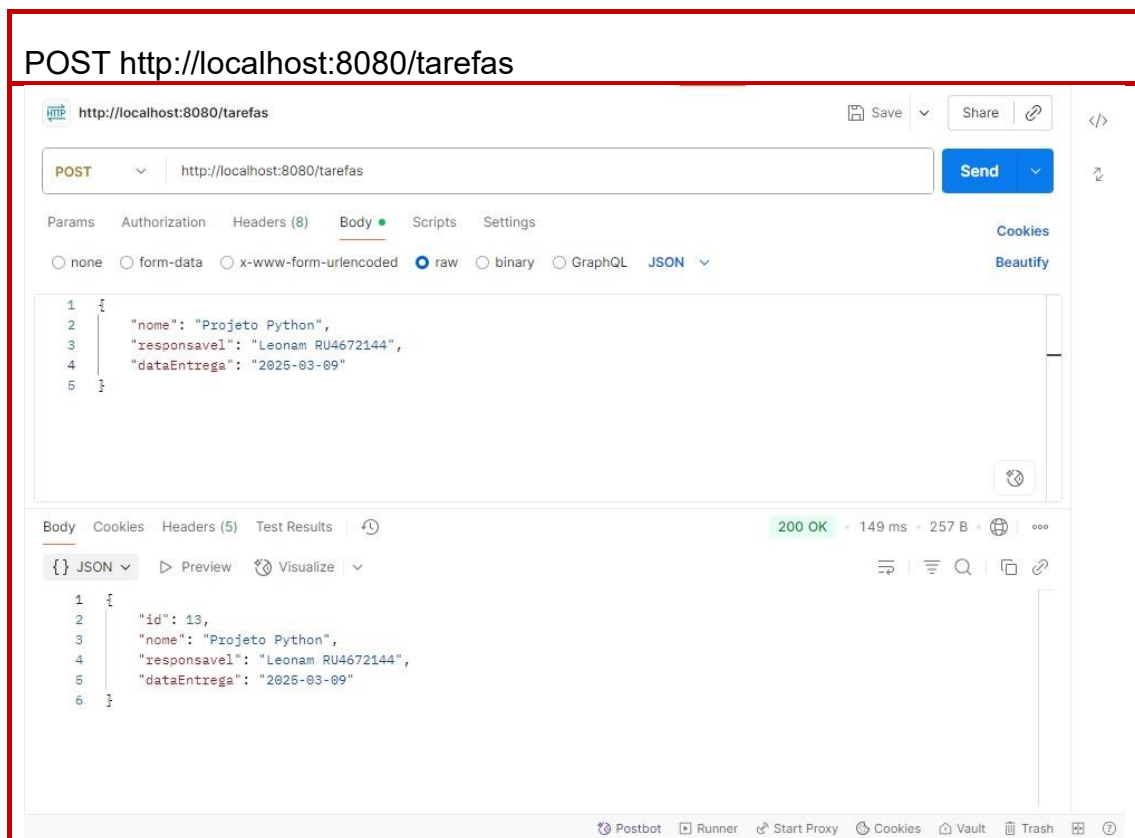 POST http://localhost:8080/tarefas
HTTP http://localhost:8080/tarefas Save Share
</>
POST http://localhost:8080/tarefas Send
Params Authorization Headers (8) Body Scripts Settings Cookies
none form-data x-www-form-urlencoded raw binary GraphQL JSON Beautify
1 {
2 "nome": "Projeto Python",
3 "responsavel": "Leonam RU4672144",
4 "dataEntrega": "2025-03-09"
5 }
Body Cookies Headers (5) Test Results 200 OK 149 ms 257 B
{} JSON Preview Visualize
1 {
2 "id": 13,
3 "nome": "Projeto Python",
4 "responsavel": "Leonam RU4672144",
5 "dataEntrega": "2025-03-09"
6 }
Postbot Runner Start Proxy Cookies Vault Trash